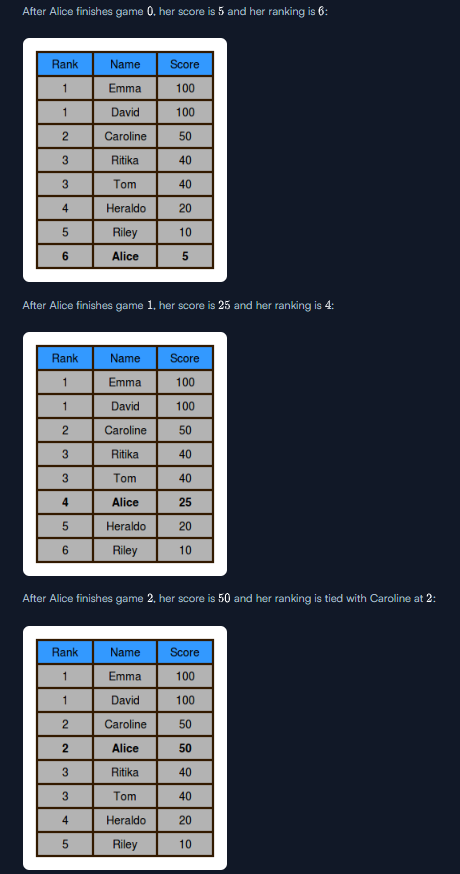 After Alice finishes game 0, her score is 5 and her ranking is 6:
Rank Name Score
1 Emma 100
1 David 100
2 Caroline 50
3 Ritika 40
3 Tom 40
4 Heraldo 20
5 Riley 10
6 Alice 5
After Alice finishes game 1, her score is 25 and her ranking is 4:
Rank Name Score
1 Emma 100
1 David 100
2 Caroline 50
3 Ritika 40
3 Tom 40
4 Alice 25
5 Heraldo 20
6 Riley 10
After Alice finishes game 2, her score is 50 and her ranking is tied with Caroline at 2:
Rank Name Score
1 Emma 100
1 David 100
2 Caroline 50
2 Alice 50
3 Ritika 40
3 Tom 40
4 Heraldo 20
5 Riley 10